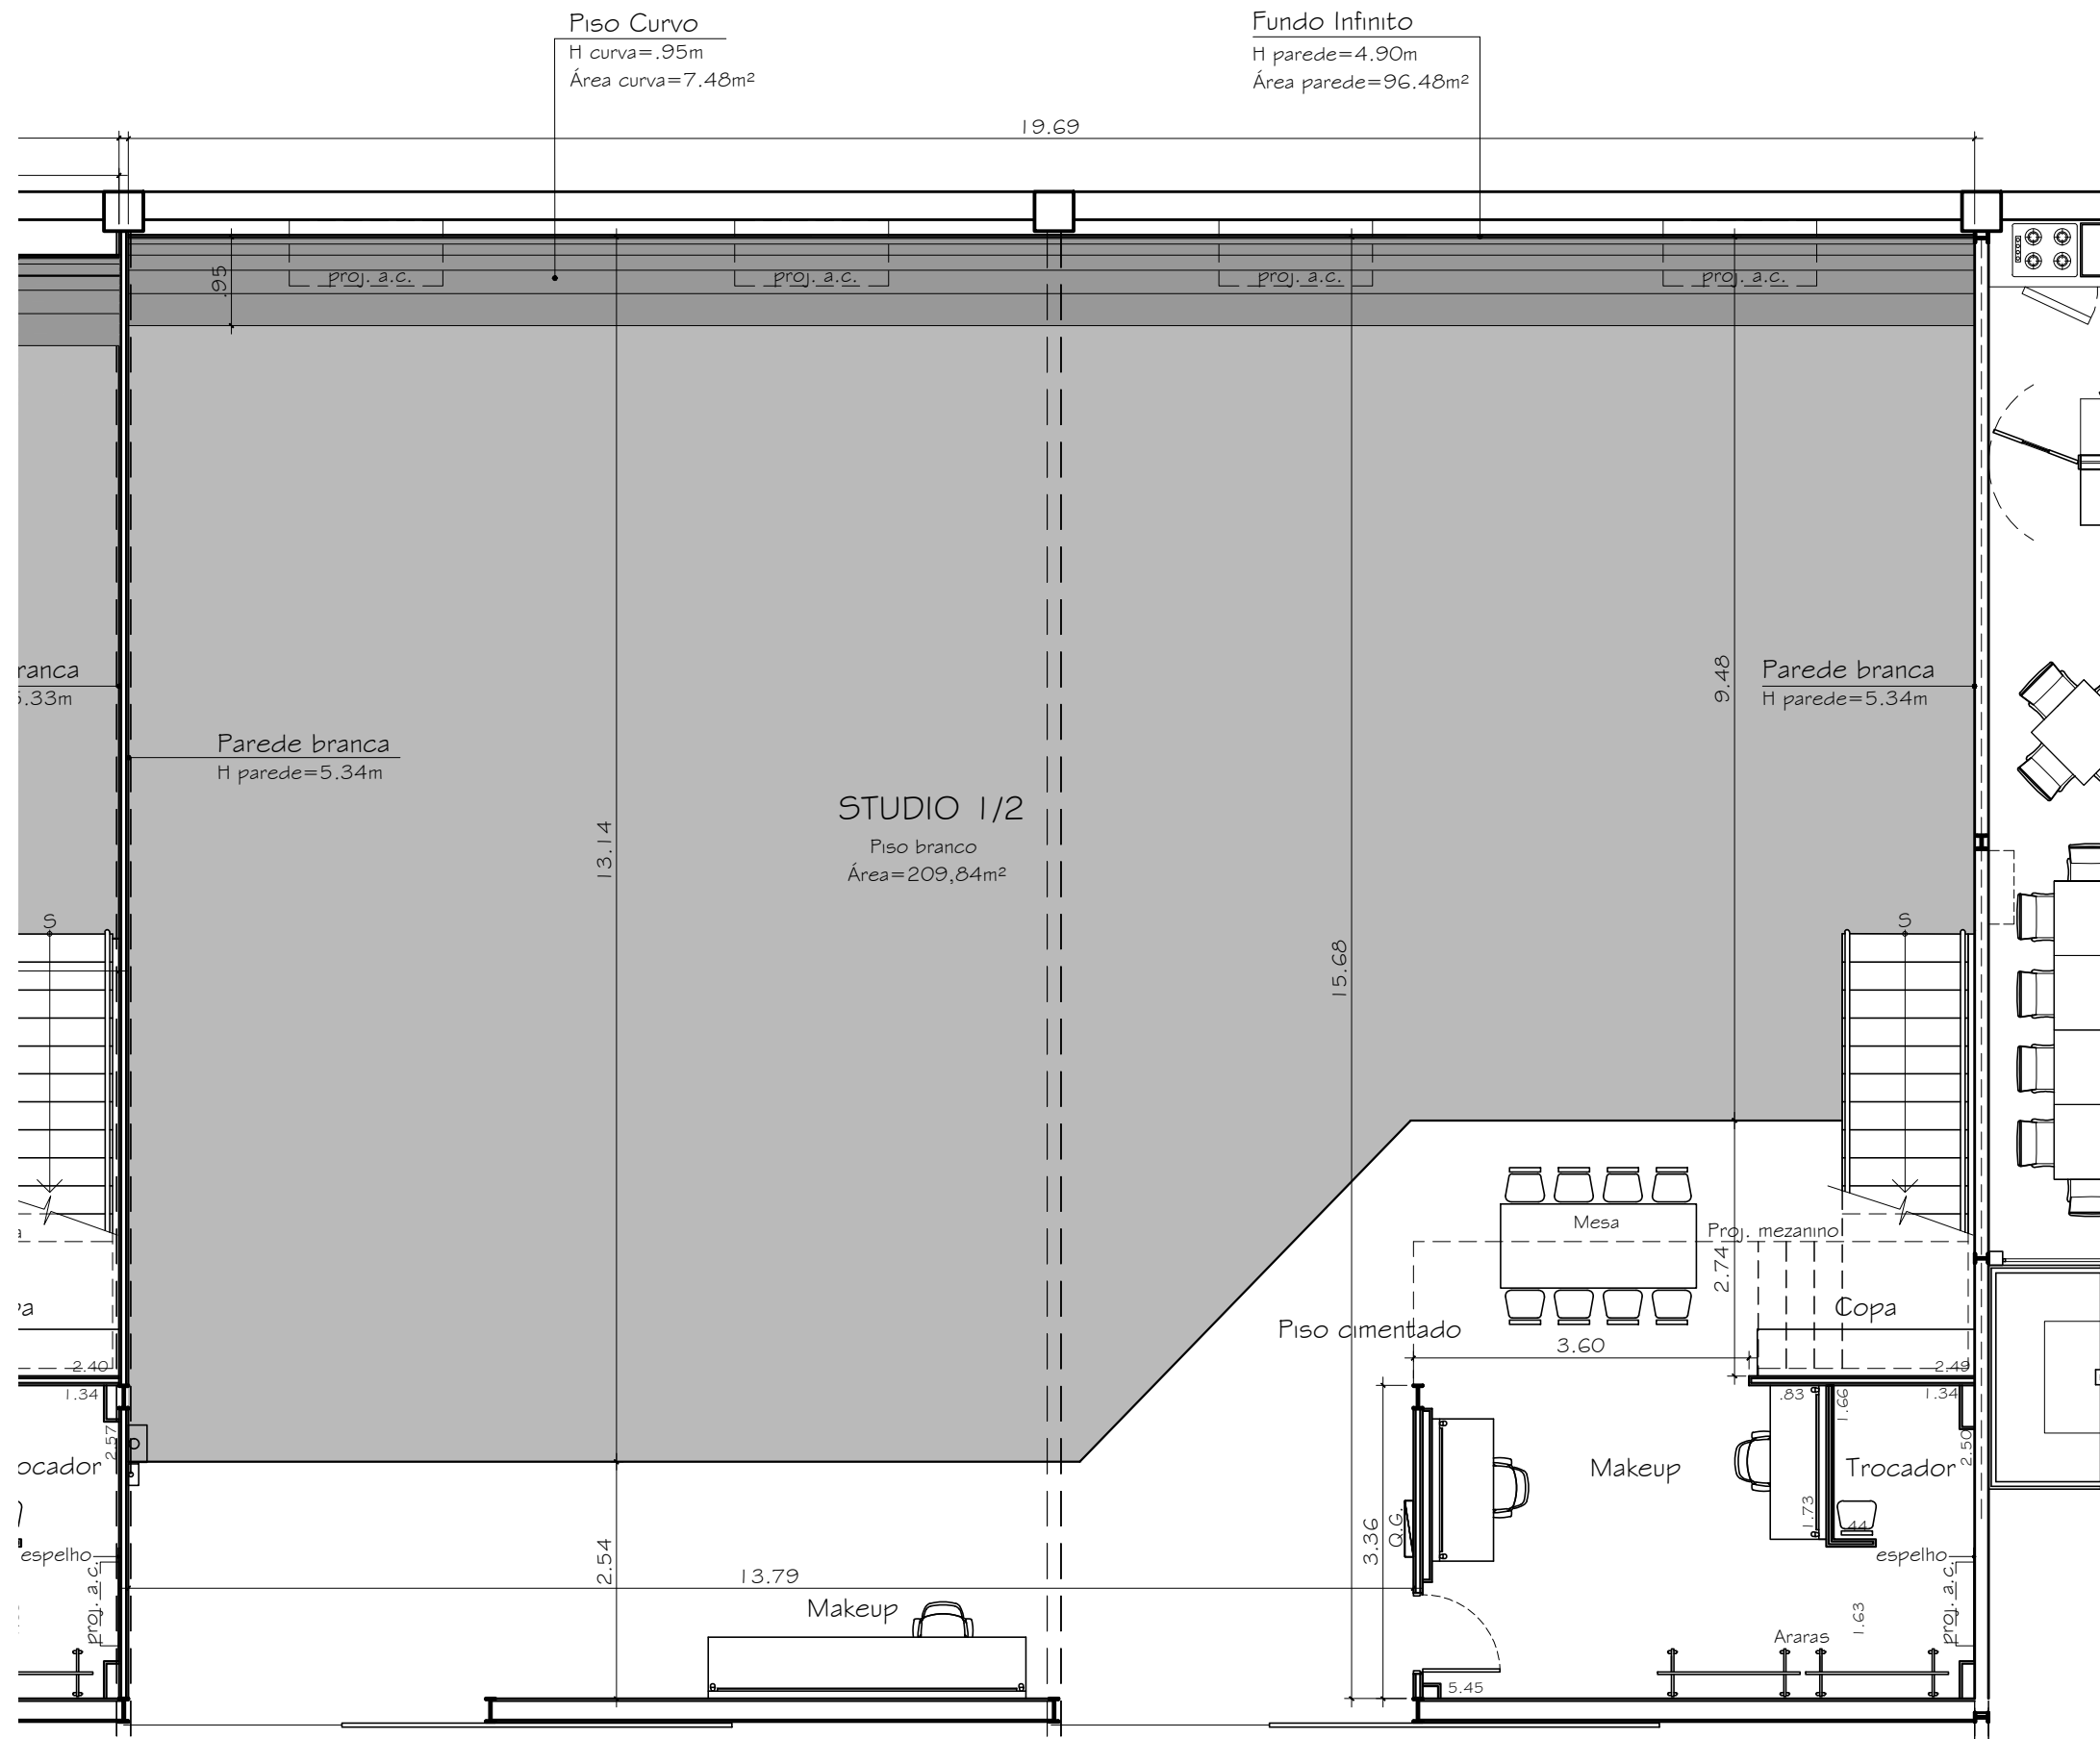 Piso Curvo
H curva=.95m
Área curva=7.48m²
Fundo Infinito
H parede=4.90m
Área parede=96.48m²
19.69
.95
proj. a.c.
proj. a.c.
proj. a.c.
proj. a.c.
ranca
.33m
Parede branca
H parede=5.34m
9.48
Parede branca
H parede=5.34m
STUDIO 1/2
Piso branco
Área=209,84m²
13.14
15.68
S
S
Mesa
Proj. mezanino
2.74
Copa
Piso cimentado
3.60
2.40
1.34
2.57
ocador
espelho
proj. a.c.
2.49
.83
1.66
1.34
2.50
Makeup
Trocador
1.73
.44
espelho
proj. a.c.
3.36
Q.G.
2.54
13.79
Makeup
1.63
Araras
5.45